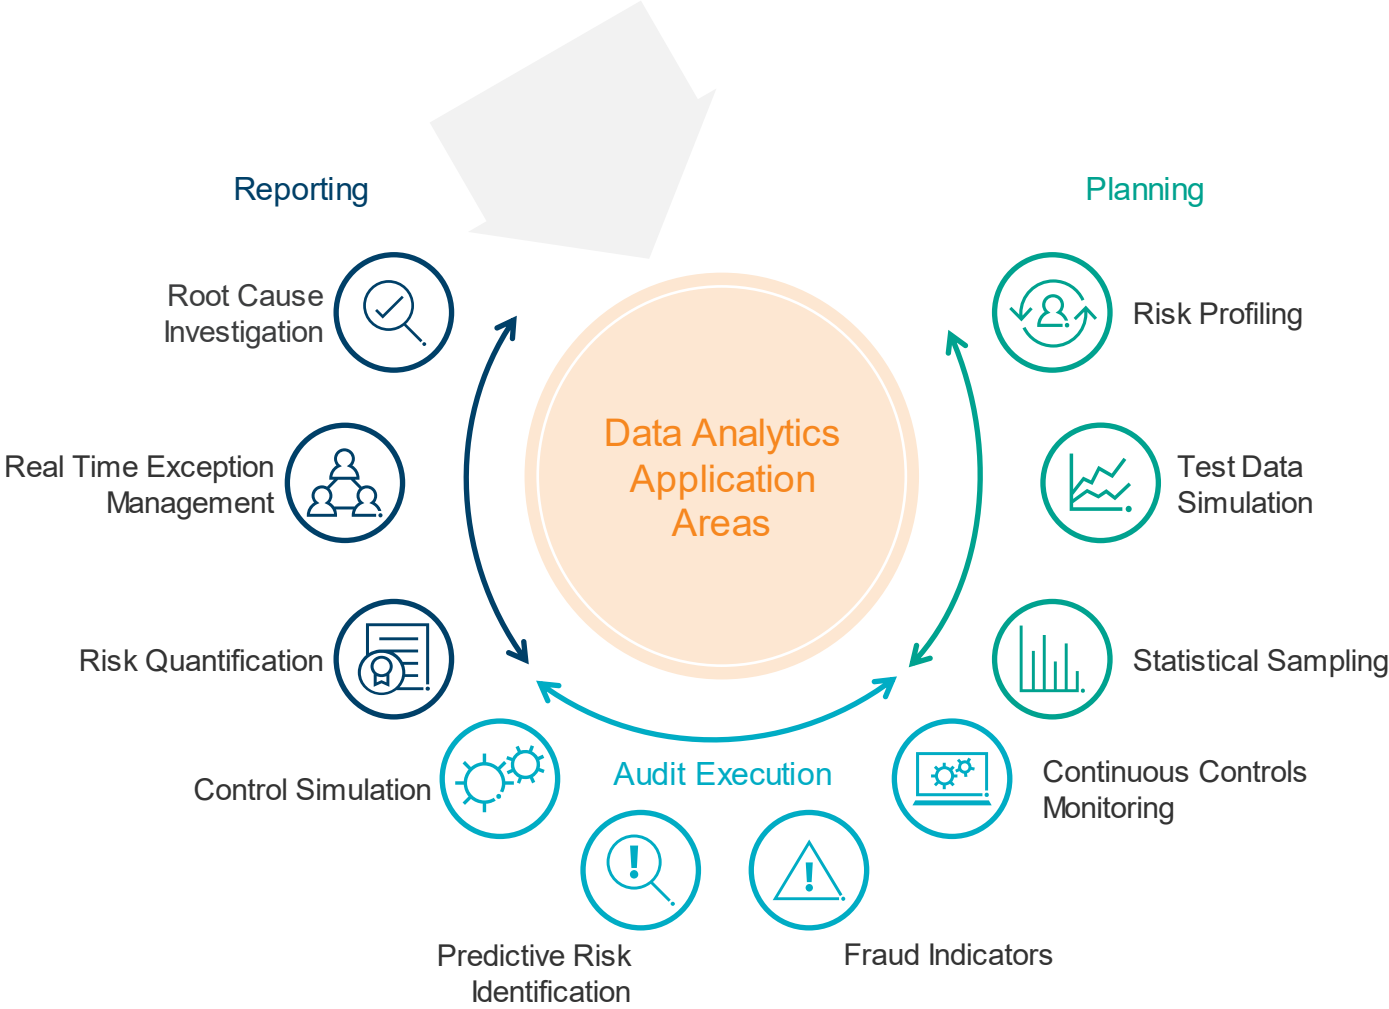 Reporting
Planning
Root Cause
Investigation
Risk Profiling
Data Analytics
Application
Areas
Real Time Exception
Management
Test Data
Simulation
Risk Quantification
Statistical Sampling
Audit Execution
Control Simulation
Continuous Controls
Monitoring
Predictive Risk
Identification
Fraud Indicators